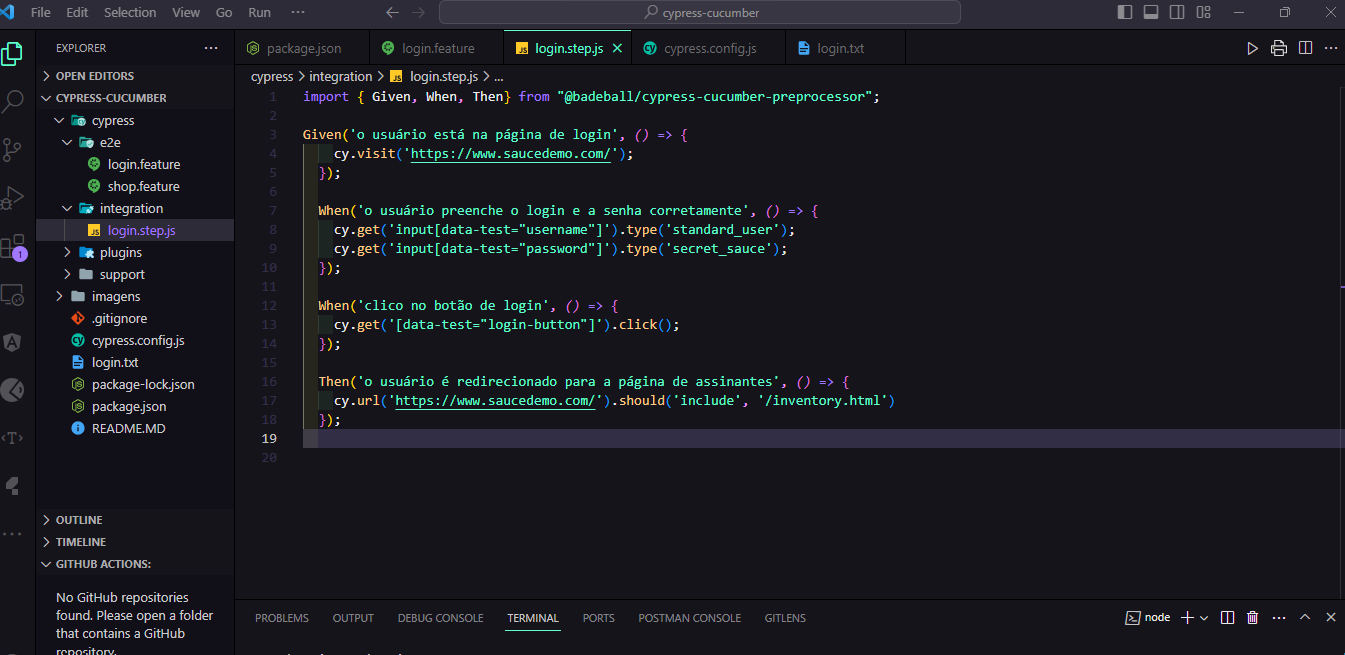 File Edit Selection View Go Run ··· cypress-cucumber
EXPLORER ···
OPEN EDITORS
CYPRESS-CUCUMBER
cypress
e2e
login.feature
shop.feature
integration
JS login.step.js
plugins
support
imagens
.gitignore
cypress.config.js
login.txt
package-lock.json
package.json
README.MD
OUTLINE
TIMELINE
GITHUB ACTIONS:
No GitHub repositories
found. Please open a folder
that contains a GitHub
repository.
1
package.json login.feature JS login.step.js cypress.config.js login.txt
cypress > integration > JS login.step.js > ...
1 import { Given, When, Then} from "@badeball/cypress-cucumber-preprocessor";
2
3 Given('o usuário está na página de login', () => {
4 cy.visit('https://www.saucedemo.com/');
5 });
6
7 When('o usuário preenche o login e a senha corretamente', () => {
8 cy.get('input[data-test="username"]').type('standard_user');
9 cy.get('input[data-test="password"]').type('secret_sauce');
10 });
11
12 When('clico no botão de login', () => {
13 cy.get('[data-test="login-button"]').click();
14 });
15
16 Then('o usuário é redirecionado para a página de assinantes', () => {
17 cy.url('https://www.saucedemo.com/').should('include', '/inventory.html')
18 });
19
20
PROBLEMS OUTPUT DEBUG CONSOLE TERMINAL PORTS POSTMAN CONSOLE GITLENS node